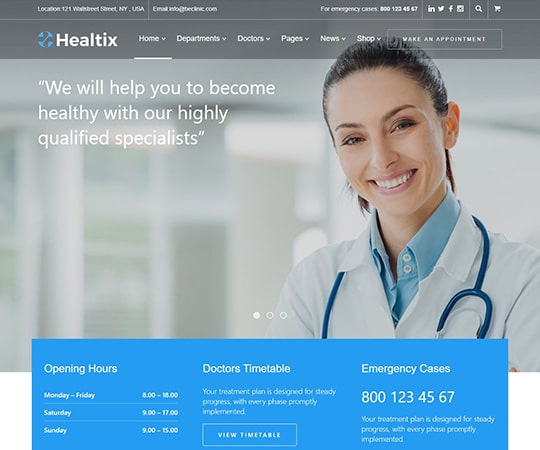 Location:121 Wallstreet Street, NY , USA
Email info@beclinic.com
For emergency cases: 800 123 45 67
Healtix
Home
Departments
Doctors
Pages
News
Shop
MAKE AN APPOINTMENT
“We will help you to become
healthy with our highly
qualified specialists”
Opening Hours
Monday – Friday 8.00 – 18.00
Saturday 9.00 – 17.00
Sunday 9.00 – 15.00
Doctors Timetable
Your treatment plan is designed for steady
progress, with every phase promptly
implemented.
VIEW TIMETABLE
Emergency Cases
800 123 45 67
Your treatment plan is designed for steady
progress, with every phase promptly
implemented.